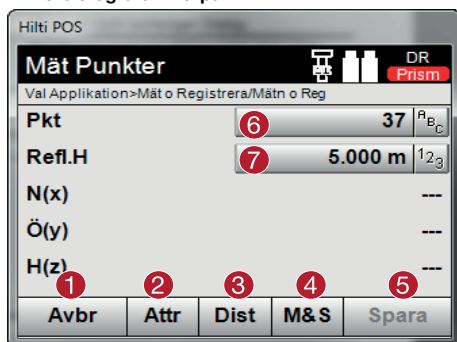 Hilti POS
Mät Punkter
DR
Prism
Val Applikation>Mät o Registrera/Mätn o Reg
Pkt 6 37 ABC
Refl.H 7 5.000 m 123
N(x) ---
Ö(y) ---
H(z) ---
1 2 3 4 5
Avbr Attr Dist M&S Spara